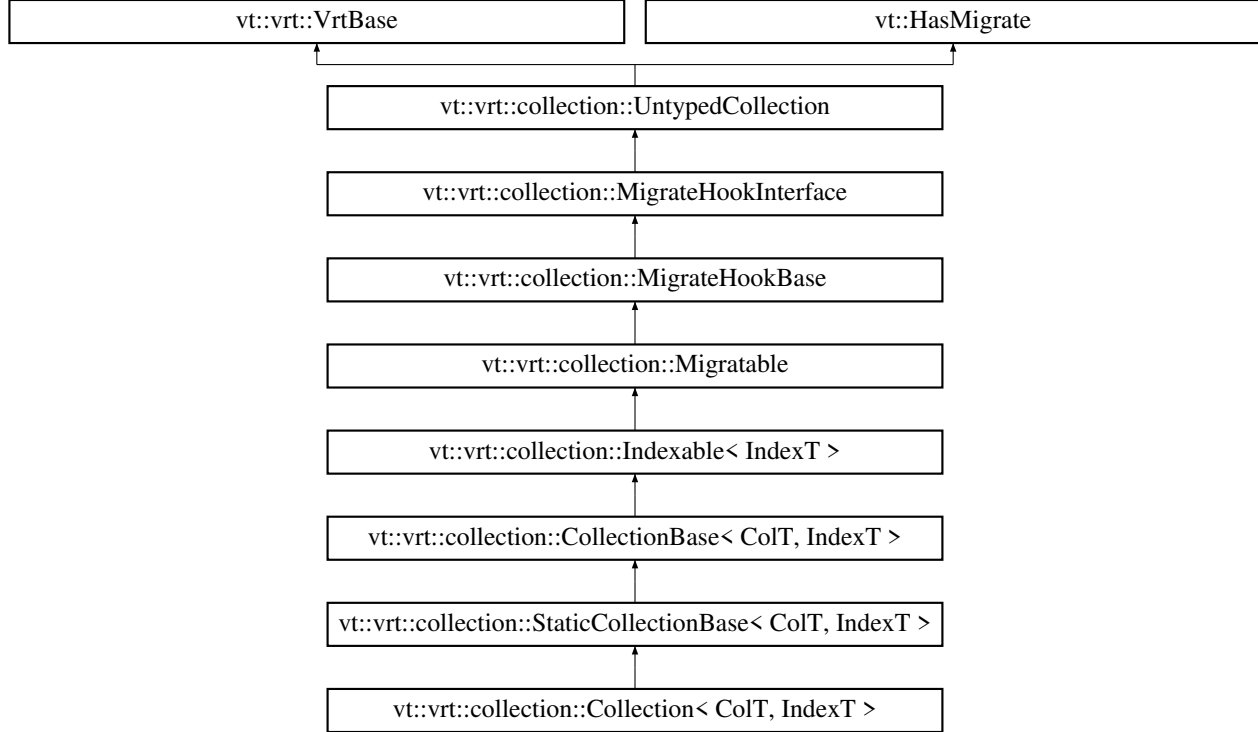 vt::vrt::VrtBase
vt::HasMigrate
vt::vrt::collection::UntypedCollection
vt::vrt::collection::MigrateHookInterface
vt::vrt::collection::MigrateHookBase
vt::vrt::collection::Migratable
vt::vrt::collection::Indexable< IndexT >
vt::vrt::collection::CollectionBase< ColT, IndexT >
vt::vrt::collection::StaticCollectionBase< ColT, IndexT >
vt::vrt::collection::Collection< ColT, IndexT >